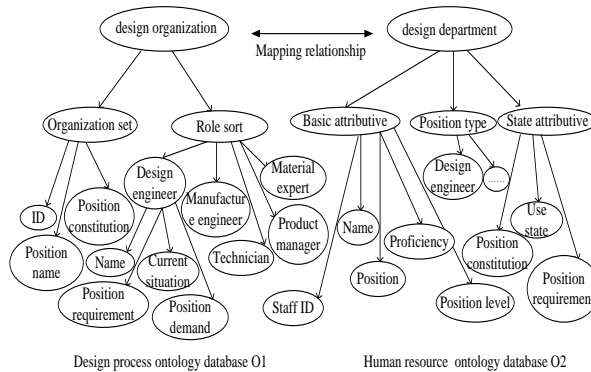 design organization
design department
Mapping relationship
Organization set
Role sort
Basic attributive
Position type
State attributive
Design
engineer
Manufactur
e engineer
Material
expert
Design
engineer
......
ID
Position
constitution
Position
name
Name
Current
situation
Technician
Product
manager
Name
Proficiency
Use
state
Position
constitution
Position
requirement
Position
demand
Staff ID
Position
Position level
Position
requiremen
Design process ontology database O1
Human resource ontology database O2